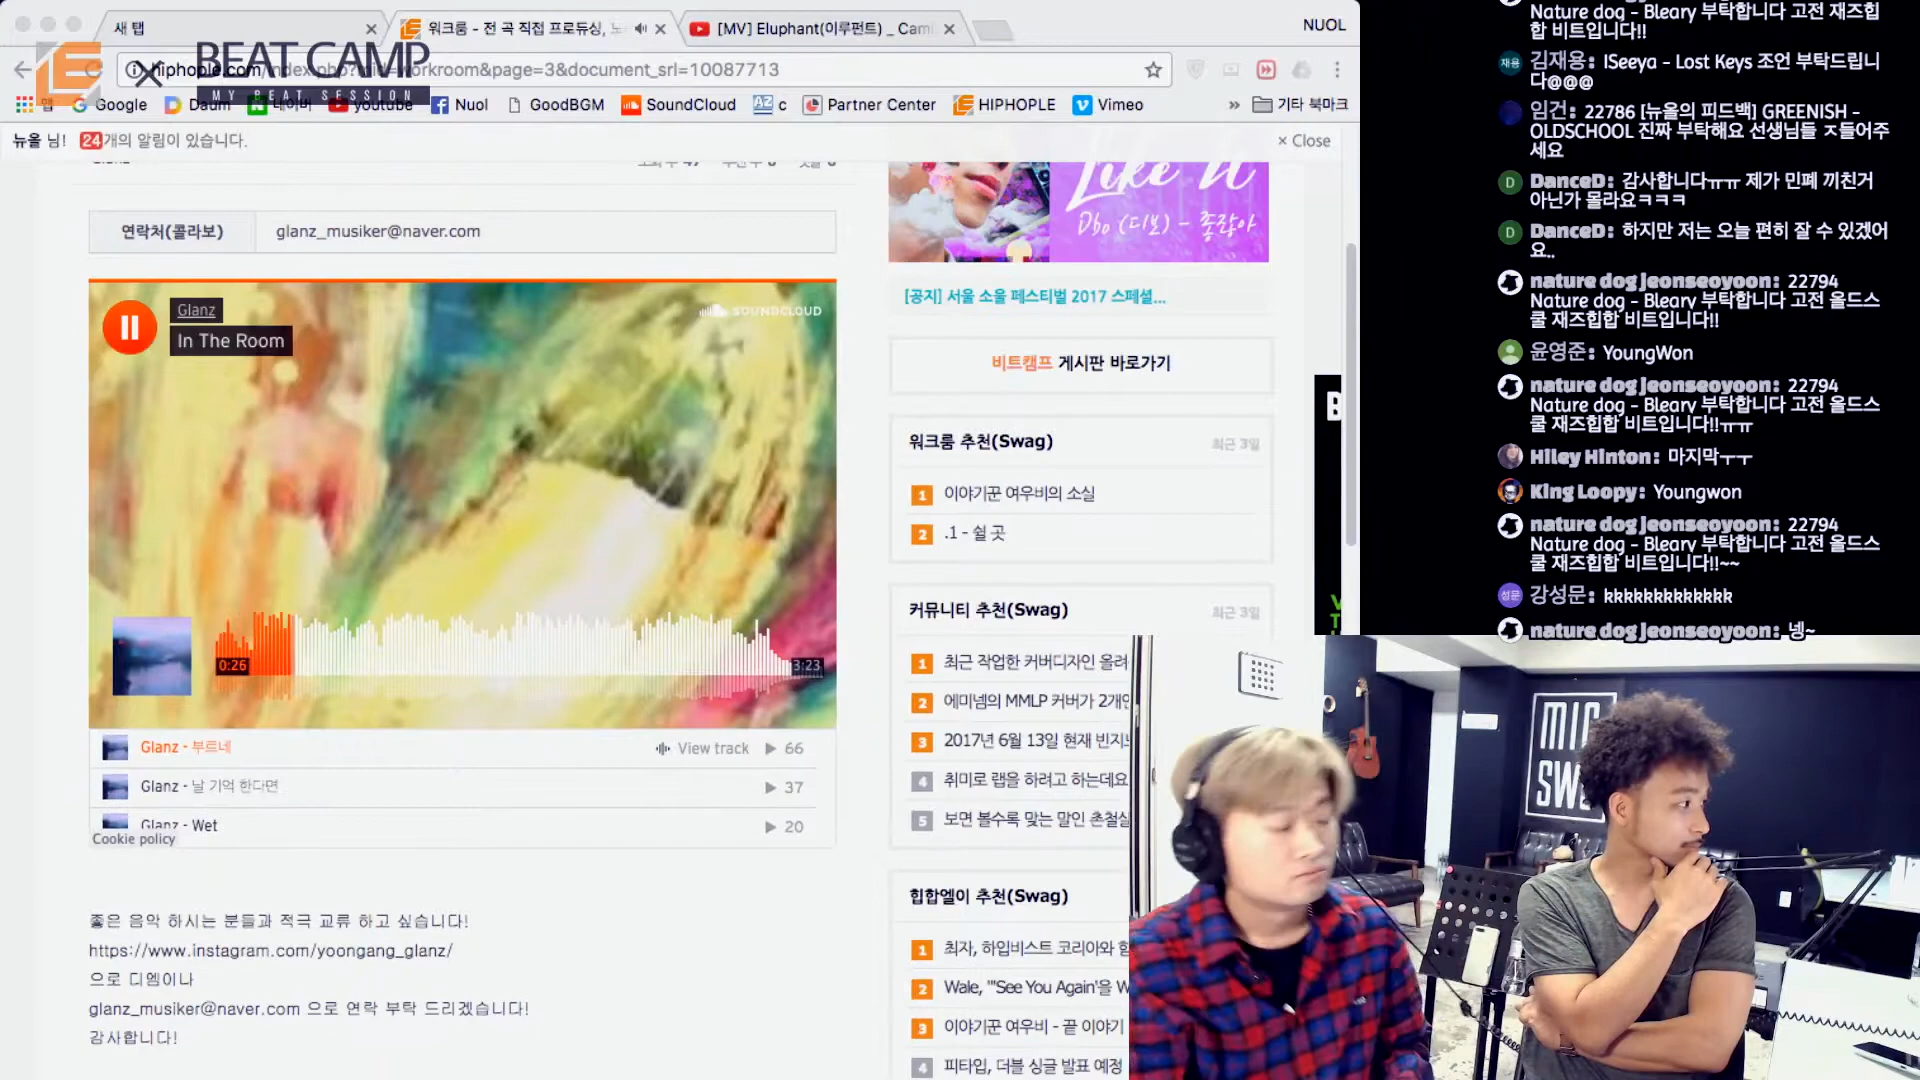 새 탭
워크룸 - 전 곡 직접 프로듀싱,
[MV] Eluphant(이루펀트) _ Cam
NUOL
BEAT CAMP
MY BEAT SESSION
page=3&document_srl=10087713
Google
Daum
네이버
youtube
Nuol
GoodBGM
SoundCloud
c
Partner Center
HIPHOPLE
Vimeo
» 기타 북마크
뉴올 님! 24개의 알림이 있습니다.
× Close
연락처(콜라보)
glanz_musiker@naver.com
Glanz
In The Room
SOUNDCLOUD
0:26
3:23
Glanz - 부르네
View track
66
Glanz - 날 기억 한다면
37
Glanz - Wet
20
Cookie policy
좋은 음악 하시는 분들과 적극 교류 하고 싶습니다!
https://www.instagram.com/yoongang_glanz/
으로 디엠이나
glanz_musiker@naver.com 으로 연락 부탁 드리겠습니다!
감사합니다!
Like It
Dbo (디보) - 좋잖아
[공지] 서울 소울 페스티벌 2017 스페셜...
비트캠프 게시판 바로가기
워크룸 추천(Swag)
최근 3일
1 이야기꾼 여우비의 소실
2 .1 - 쉴 곳
커뮤니티 추천(Swag)
최근 3일
1 최근 작업한 커버디자인 올려
2 에미넴의 MMLP 커버가 2개인
3 2017년 6월 13일 현재 빈지노
4 취미로 랩을 하려고 하는데요
5 보면 볼수록 맞는 말인 촌철살
힙합엘이 추천(Swag)
1 최자, 하입비스트 코리아와 함
2 Wale, "'See You Again'을 W
3 이야기꾼 여우비 - 끝 이야기
4 피타입, 더블 싱글 발표 예정
Nature dog - Bleary 부탁합니다 고전 재즈힙
합 비트입니다!!
김재용: ISeeya - Lost Keys 조언 부탁드립니
다@@@
임건: 22786 [뉴올의 피드백] GREENISH -
OLDSCHOOL 진짜 부탁해요 선생님들 ㅈ들어주
세요
DanceD: 감사합니다ㅠㅠ 제가 민폐 끼친거
아닌가 몰라요ㅋㅋㅋ
DanceD: 하지만 저는 오늘 편히 잘 수 있겠어
요..
nature dog jeonseoyoon: 22794
Nature dog - Bleary 부탁합니다 고전 올드스
쿨 재즈힙합 비트입니다!!
윤영준: YoungWon
nature dog jeonseoyoon: 22794
Nature dog - Bleary 부탁합니다 고전 올드스
쿨 재즈힙합 비트입니다!!ㅠㅠ
Hiley Hinton: 마지막ㅜㅜ
King Loopy: Youngwon
nature dog jeonseoyoon: 22794
Nature dog - Bleary 부탁합니다 고전 올드스
쿨 재즈힙합 비트입니다!!~~
강성문: kkkkkkkkkkkkk
nature dog jeonseoyoon: 넹~
MIC
SW